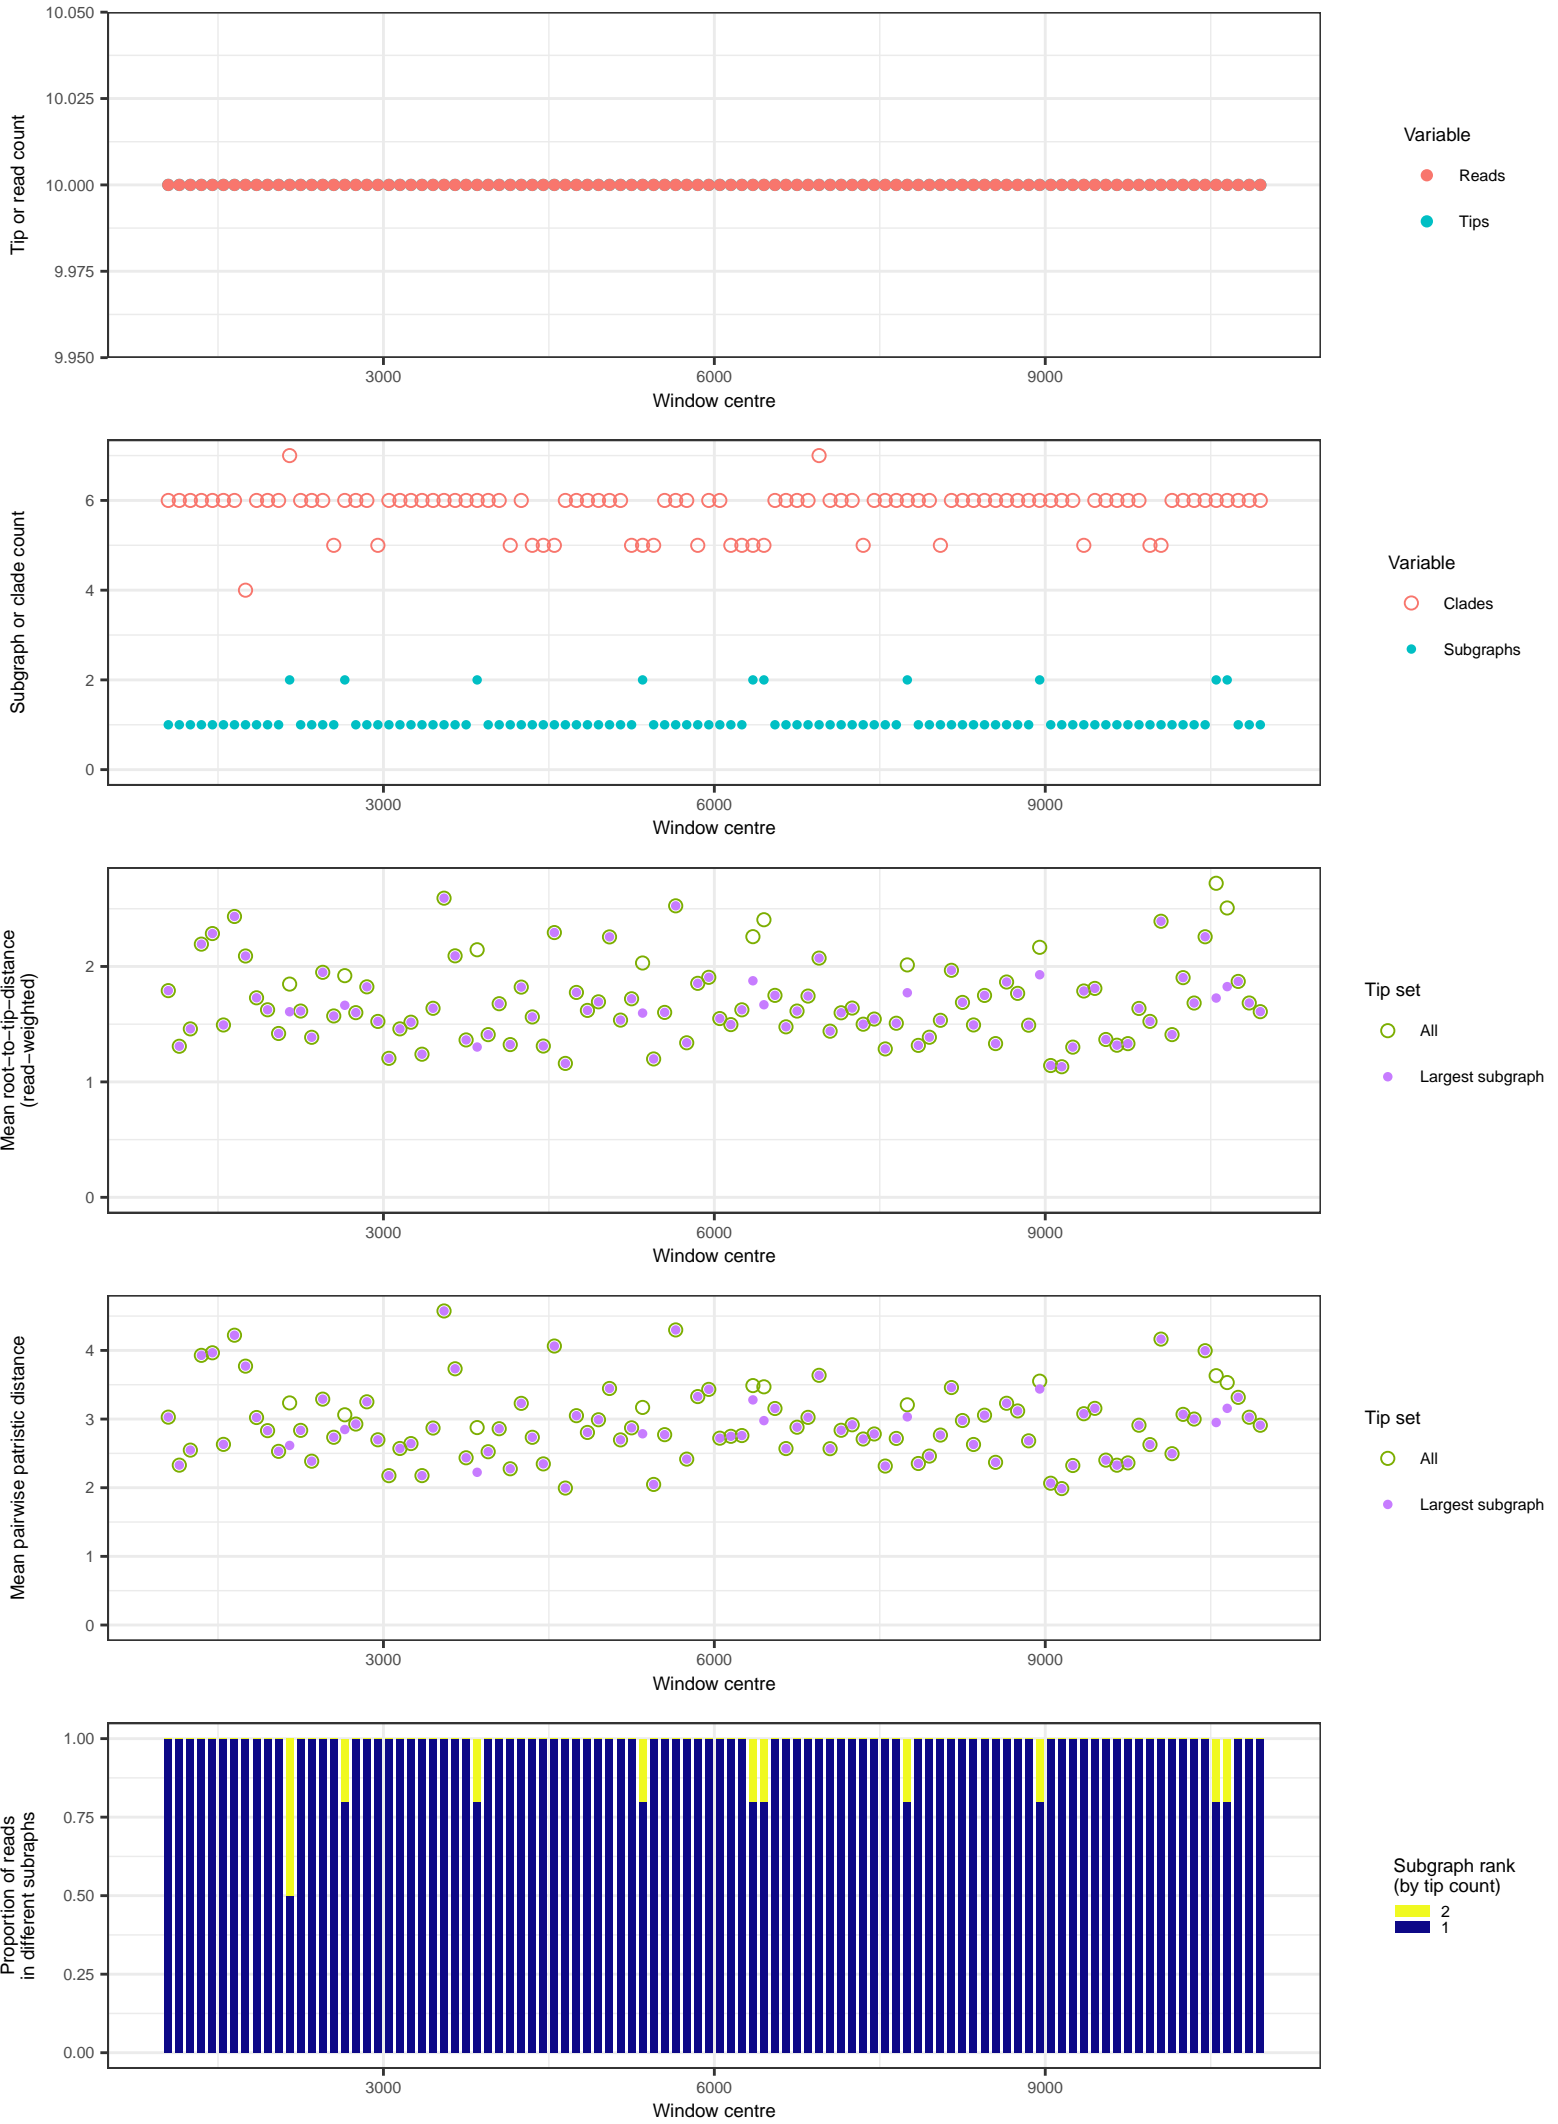 10.050
10.025
10.000
9.975
9.950
Tip or read count
3000 6000 9000
Window centre
Variable
Reads
Tips
6
4
2
0
Subgraph or clade count
3000 6000 9000
Window centre
Variable
Clades
Subgraphs
2
1
0
Mean root−to−tip−distance
(read−weighted)
3000 6000 9000
Window centre
Tip set
All
Largest subgraph
4
3
2
1
0
Mean pairwise patristic distance
3000 6000 9000
Window centre
Tip set
All
Largest subgraph
1.00
0.75
0.50
0.25
0.00
Proportion of reads
in different subraphs
3000 6000 9000
Window centre
Subgraph rank
(by tip count)
2
1